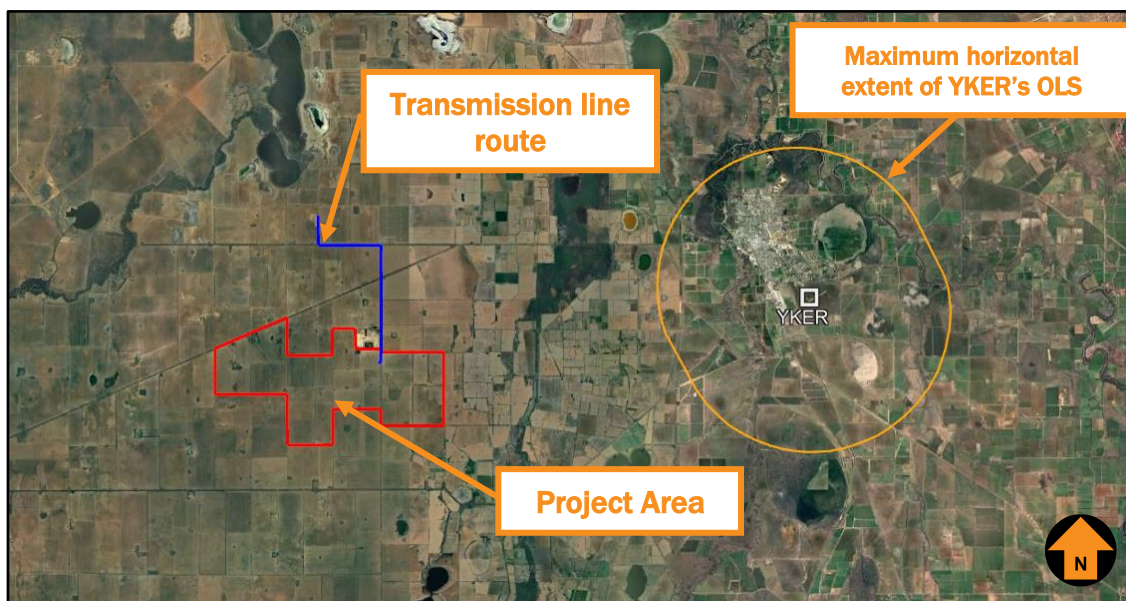 Maximum horizontal
extent of YKER's OLS
Transmission line
route
YKER
Project Area
N